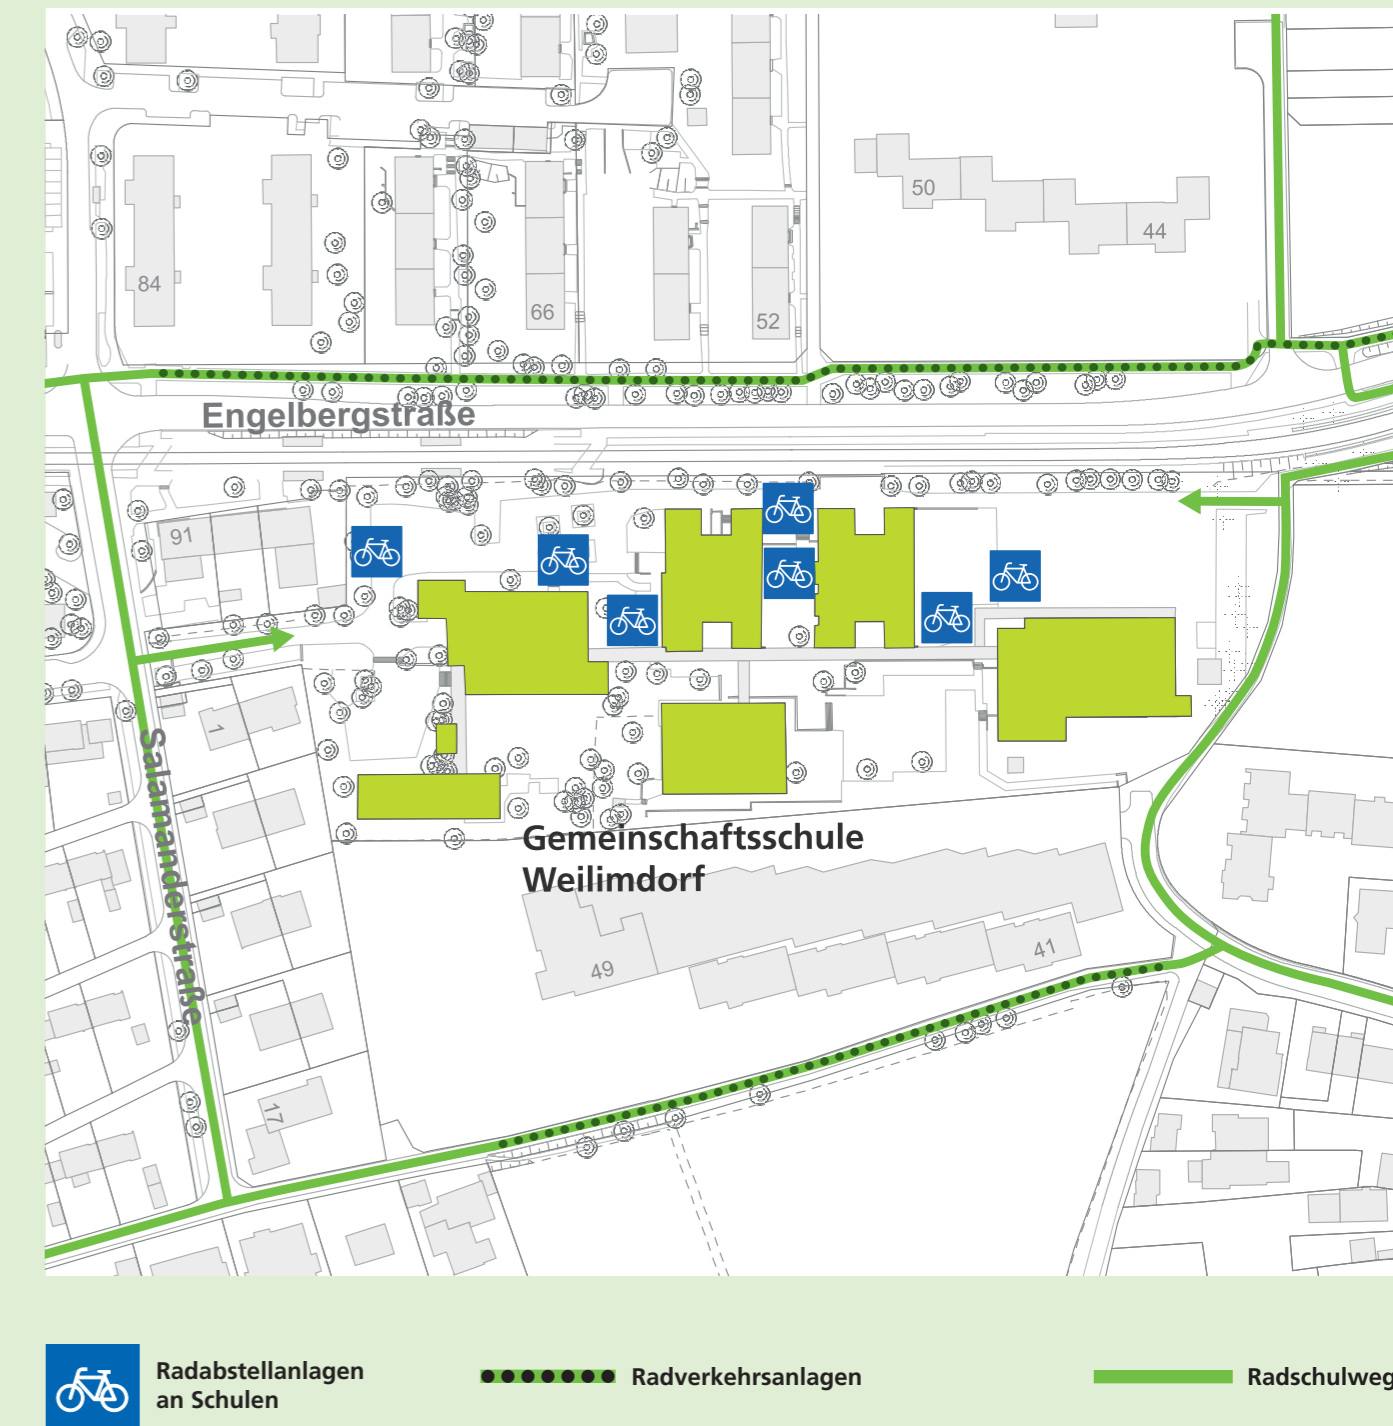 50
44
84
66
52
Engelbergstraße
91
1
Salamanderstraße
Gemeinschaftsschule
Weilimdorf
49
41
17
Radabstellanlagen
an Schulen
Radverkehrsanlagen
Radschulweg